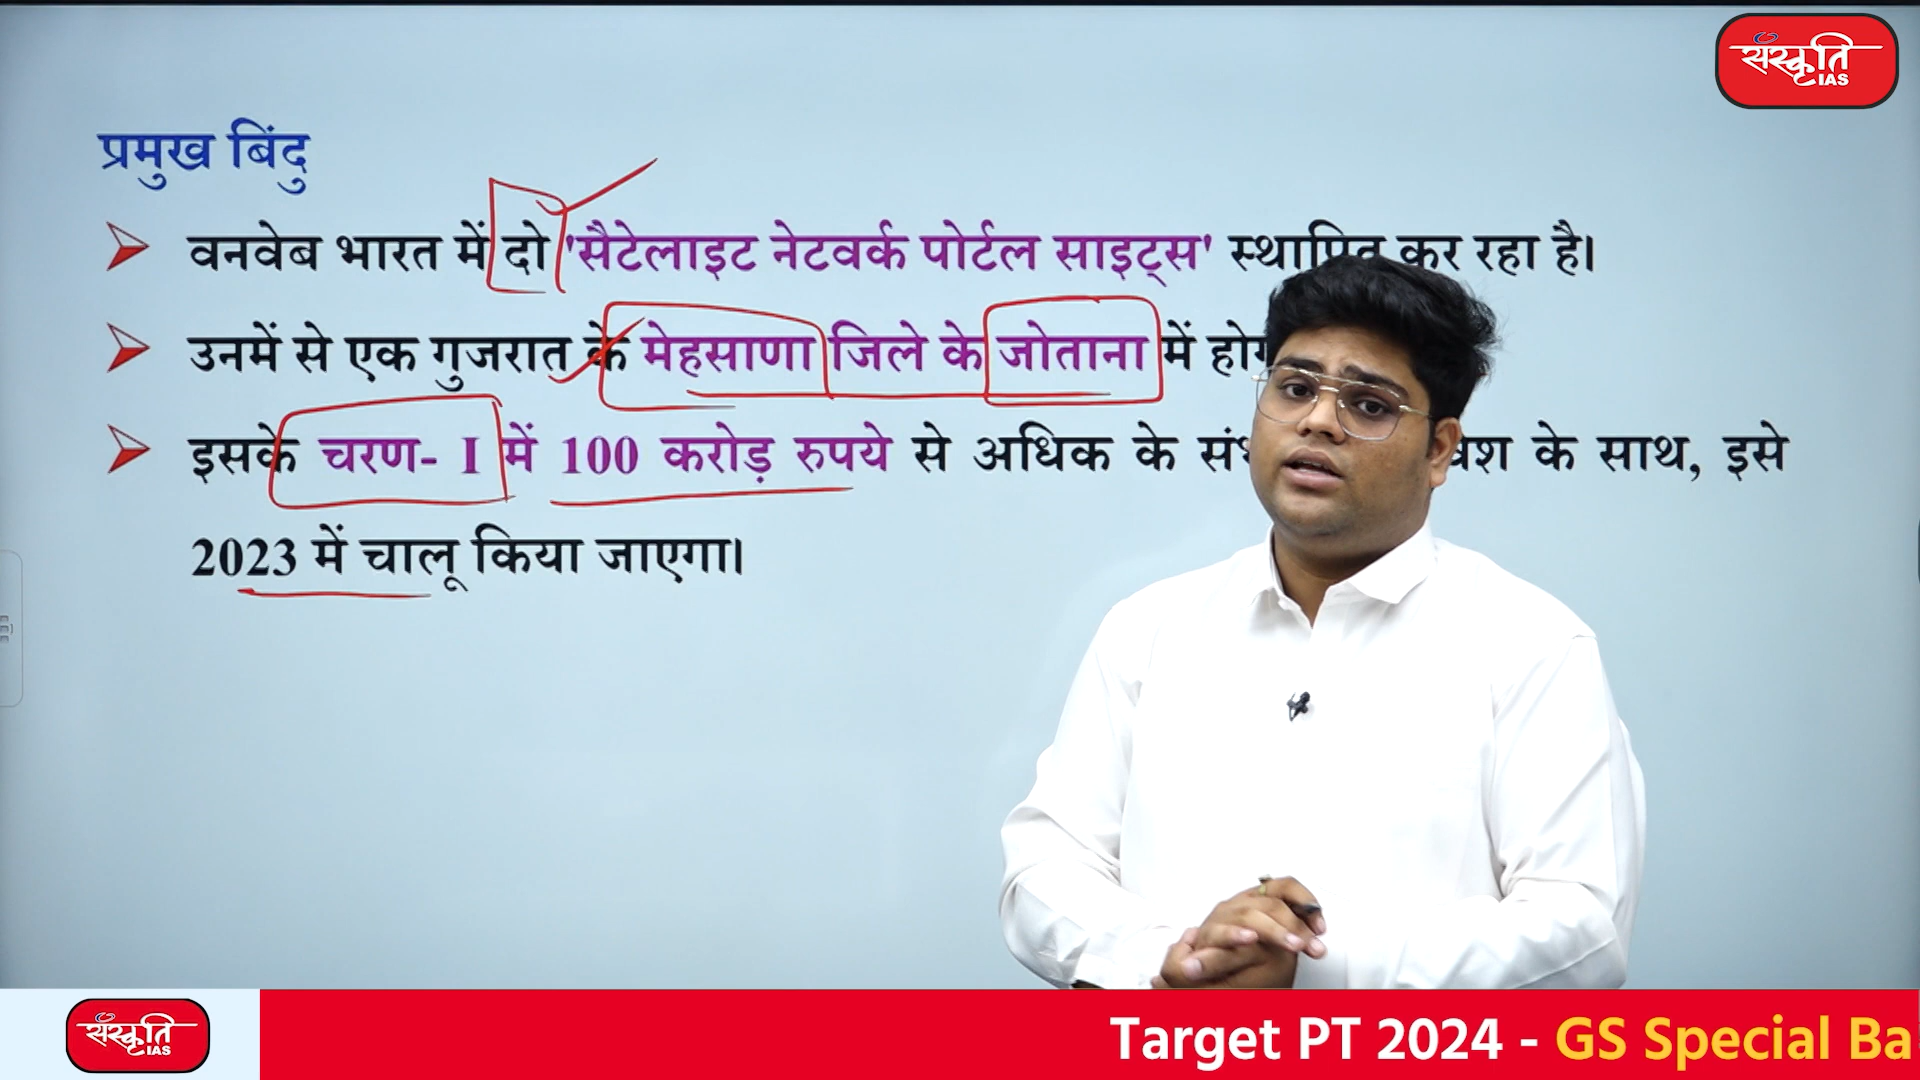 संस्कृति
IAS
प्रमुख बिंदु
वनवेब भारत में दो 'सैटेलाइट नेटवर्क पोर्टल साइट्स' स्थापित कर रहा है।
उनमें से एक गुजरात के मेहसाणा जिले के जोताना में
इसके चरण- I में 100 करोड़ रुपये से अधिक के के साथ, इसे
2023 में चालू किया जाएगा।
संस्कृति
IAS
Target PT 2024 - GS Special